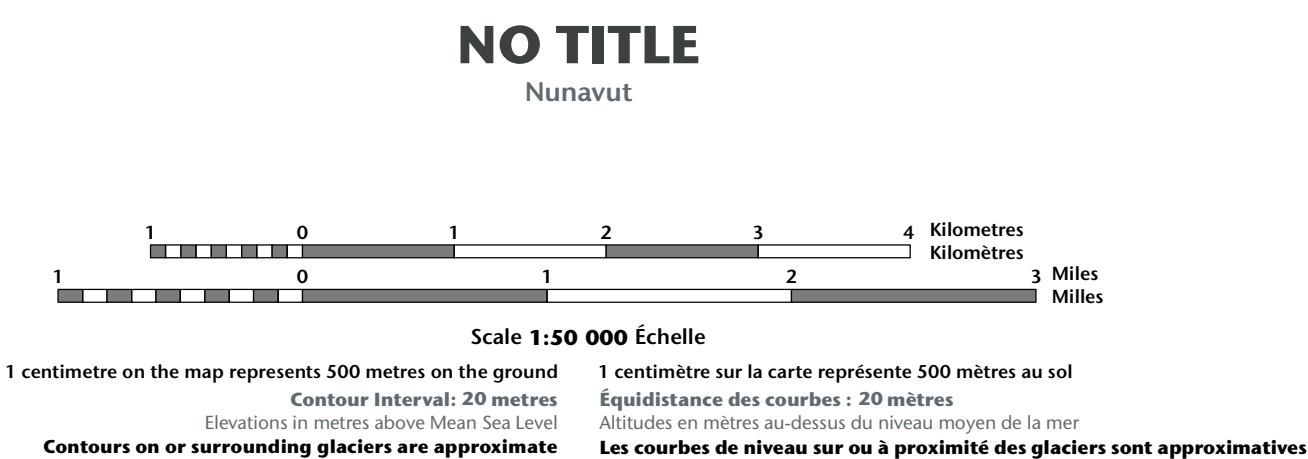 NO TITLE
Nunavut
1 0 1 2 3 4 Kilometres
Kilomètres
1 0 1 2 3 Miles
Milles
Scale 1:50 000 Échelle
1 centimetre on the map represents 500 metres on the ground
Contour Interval: 20 metres
Elevations in metres above Mean Sea Level
Contours on or surrounding glaciers are approximate
1 centimètre sur la carte représente 500 mètres au sol
Équidistance des courbes : 20 mètres
Altitudes en mètres au-dessus du niveau moyen de la mer
Les courbes de niveau sur ou à proximité des glaciers sont approximatives